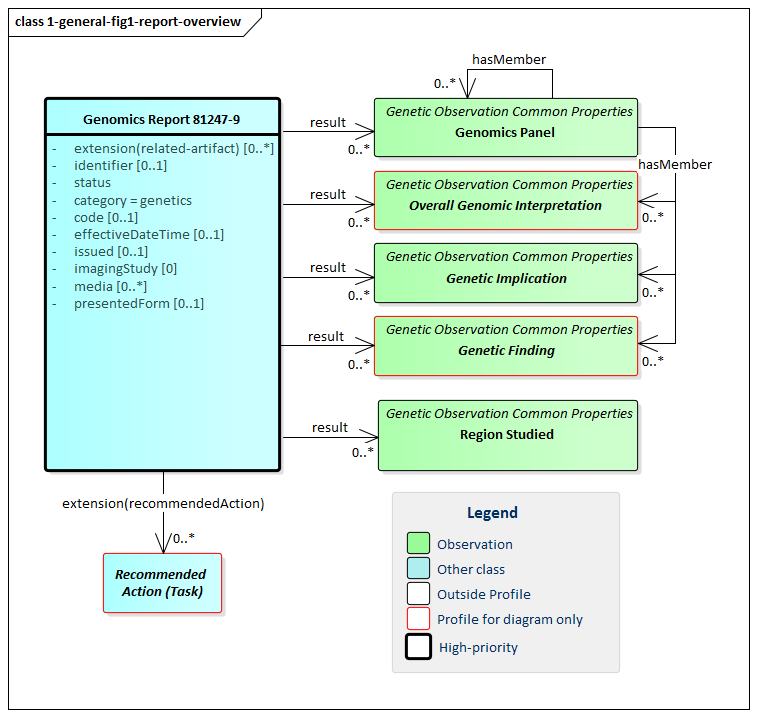 class 1-general-fig1-report-overview
hasMember
0..*
Genomics Report 81247-9
- extension(related-artifact) [0..*]
- identifier [0..1]
- status
- category = genetics
- code [0..1]
- effectiveDateTime [0..1]
- issued [0..1]
- imagingStudy [0]
- media [0..*]
- presentedForm [0..1]
result
0..*
Genetic Observation Common Properties
Genomics Panel
hasMember
result
0..*
Genetic Observation Common Properties
Overall Genomic Interpretation
0..*
result
0..*
Genetic Observation Common Properties
Genetic Implication
0..*
result
0..*
Genetic Observation Common Properties
Genetic Finding
0..*
result
0..*
Genetic Observation Common Properties
Region Studied
extension(recommendedAction)
0..*
Recommended
Action (Task)
Legend
Observation
Other class
Outside Profile
Profile for diagram only
High-priority